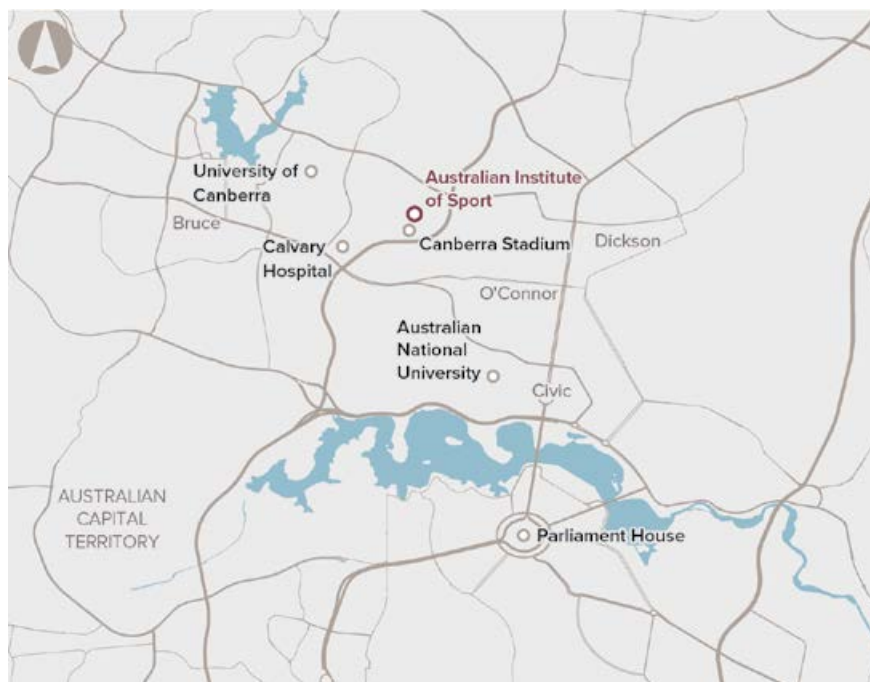 University of
Canberra
Australian Institute
of Sport
Bruce
Calvary
Hospital
Canberra Stadium
Dickson
O'Connor
Australian
National
University
Civic
AUSTRALIAN
CAPITAL
TERRITORY
Parliament House